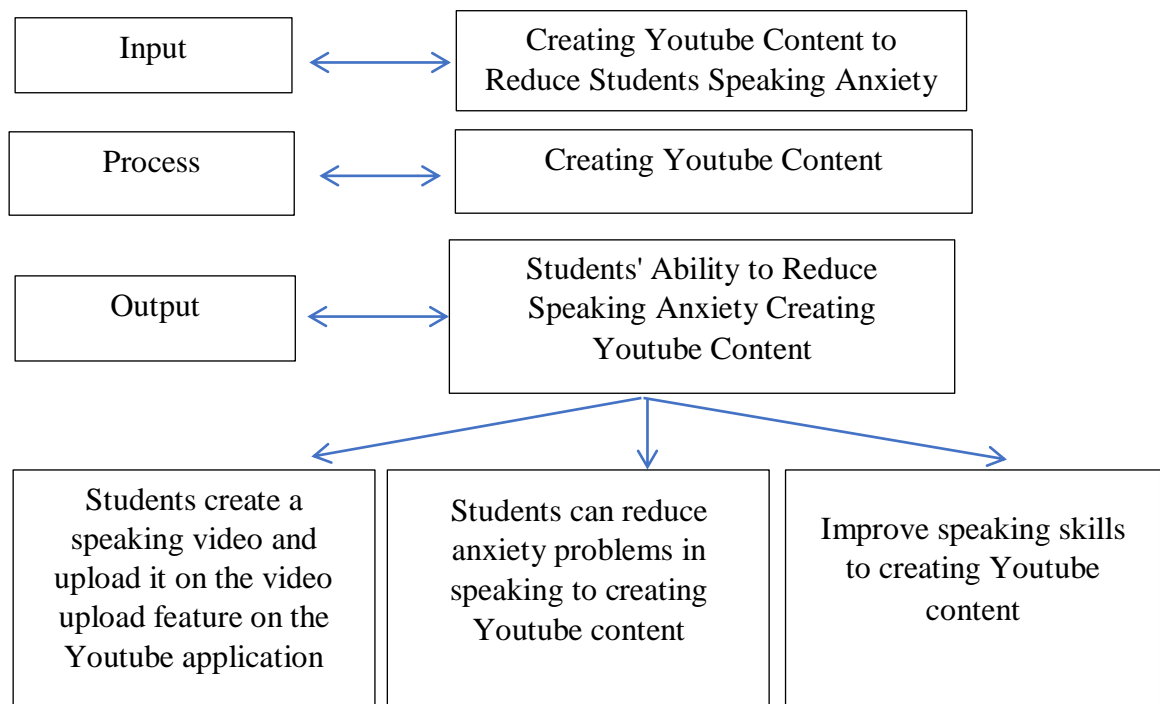 Input
Creating Youtube Content to
Reduce Students Speaking Anxiety
Process
Creating Youtube Content
Output
Students' Ability to Reduce
Speaking Anxiety Creating
Youtube Content
Students create a
speaking video and
upload it on the video
upload feature on the
Youtube application
Students can reduce
anxiety problems in
speaking to creating
Youtube content
Improve speaking skills
to creating Youtube
content